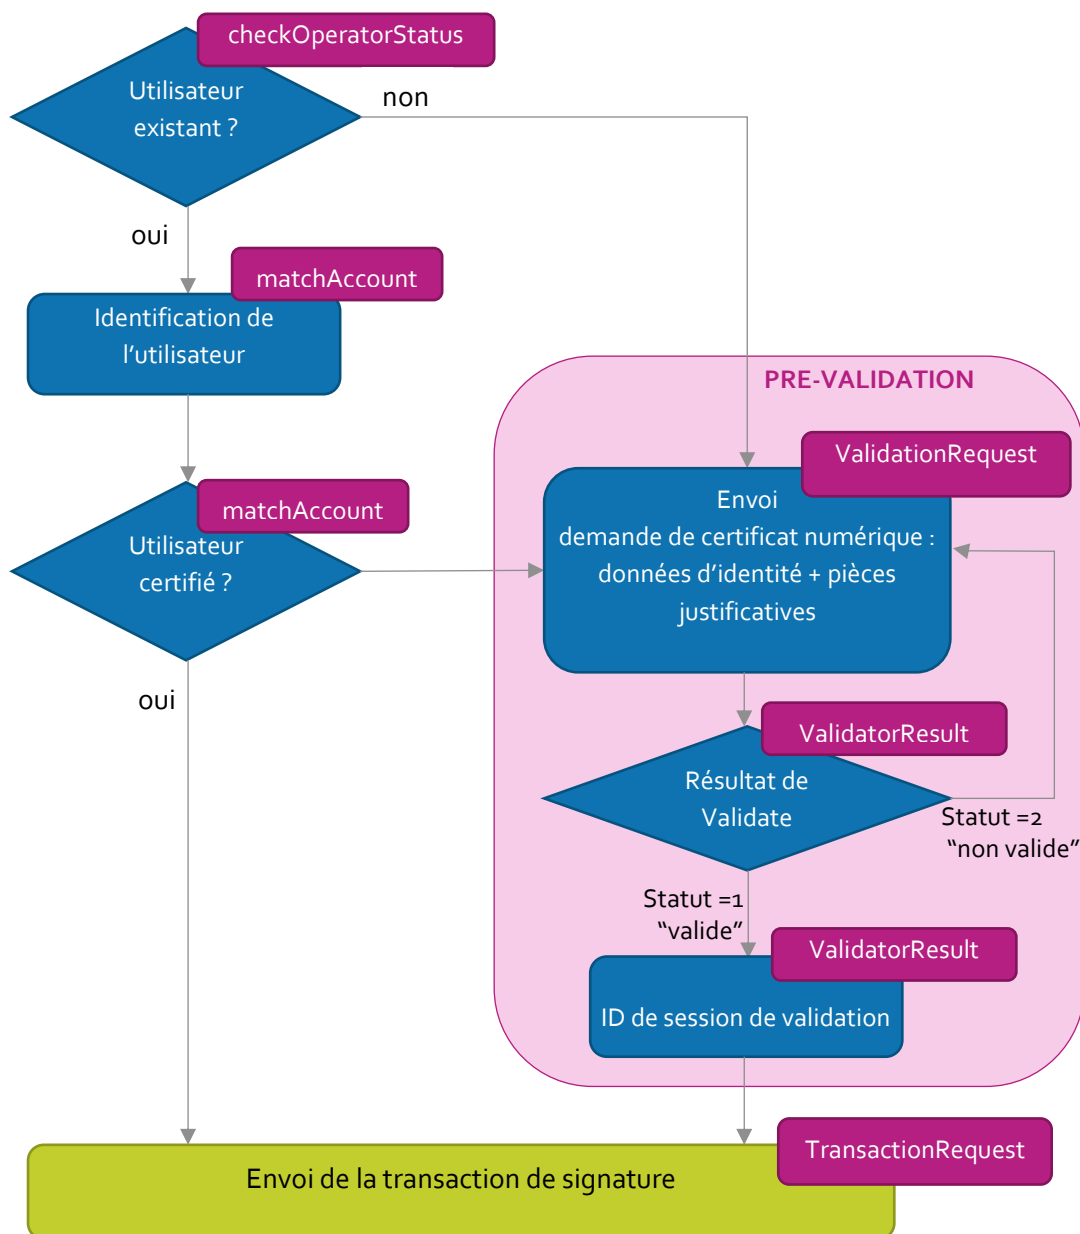 checkOperatorStatus
Utilisateur
existant ?
non
oui
matchAccount
Identification de
l’utilisateur
PRE-VALIDATION
ValidationRequest
Envoi
demande de certificat numérique :
données d’identité + pièces
justificatives
matchAccount
Utilisateur
certifié ?
oui
ValidatorResult
Résultat de
Validate
Statut =2
“non valide”
Statut =1
“valide”
ValidatorResult
ID de session de validation
TransactionRequest
Envoi de la transaction de signature